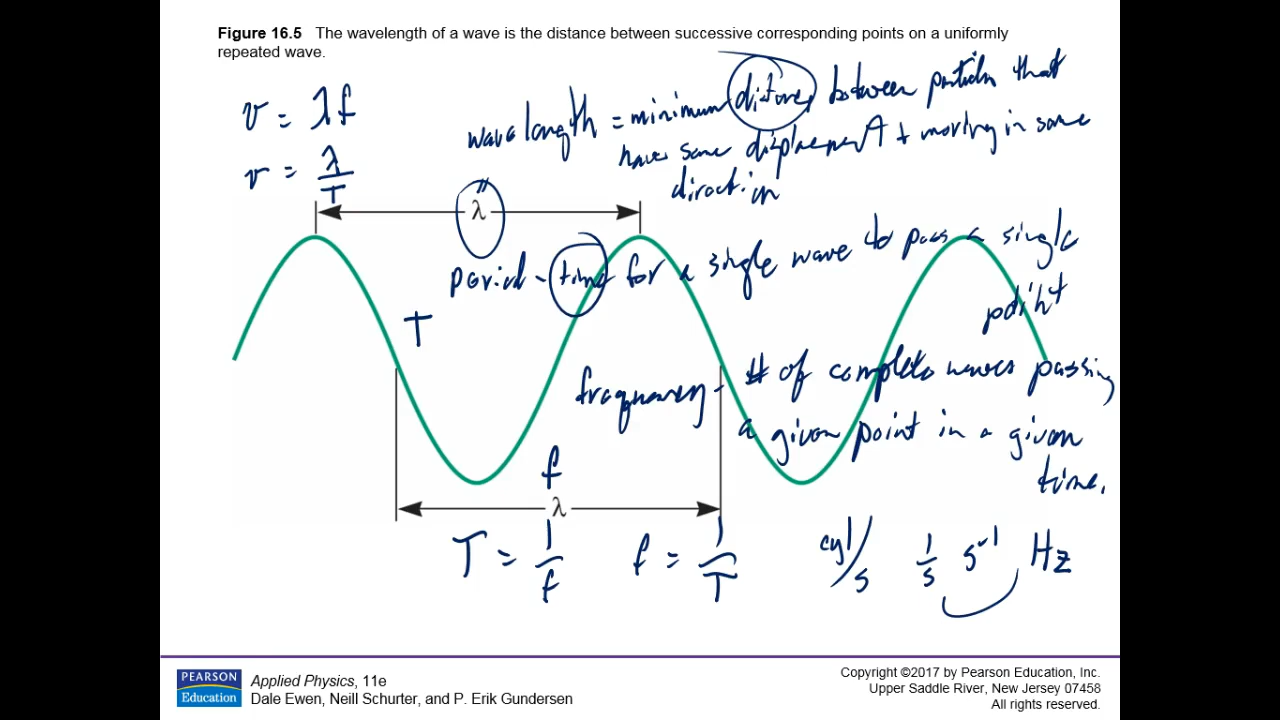 Figure 16.5 The wavelength of a wave is the distance between successive corresponding points on a uniformly
repeated wave.
v = λf
v = λ/T
wavelength = minimum distance between particles that
have same displacement + moving in same
direction
λ
period - time for a single wave to pass a single
point
T
frequency - # of complete waves passing
a given point in a given
time.
f
λ
T = 1/f f = 1/T cyl/s 1/s s⁻¹ Hz
PEARSON
Education
Applied Physics, 11e
Dale Ewen, Neill Schurter, and P. Erik Gundersen
Copyright ©2017 by Pearson Education, Inc.
Upper Saddle River, New Jersey 07458
All rights reserved.